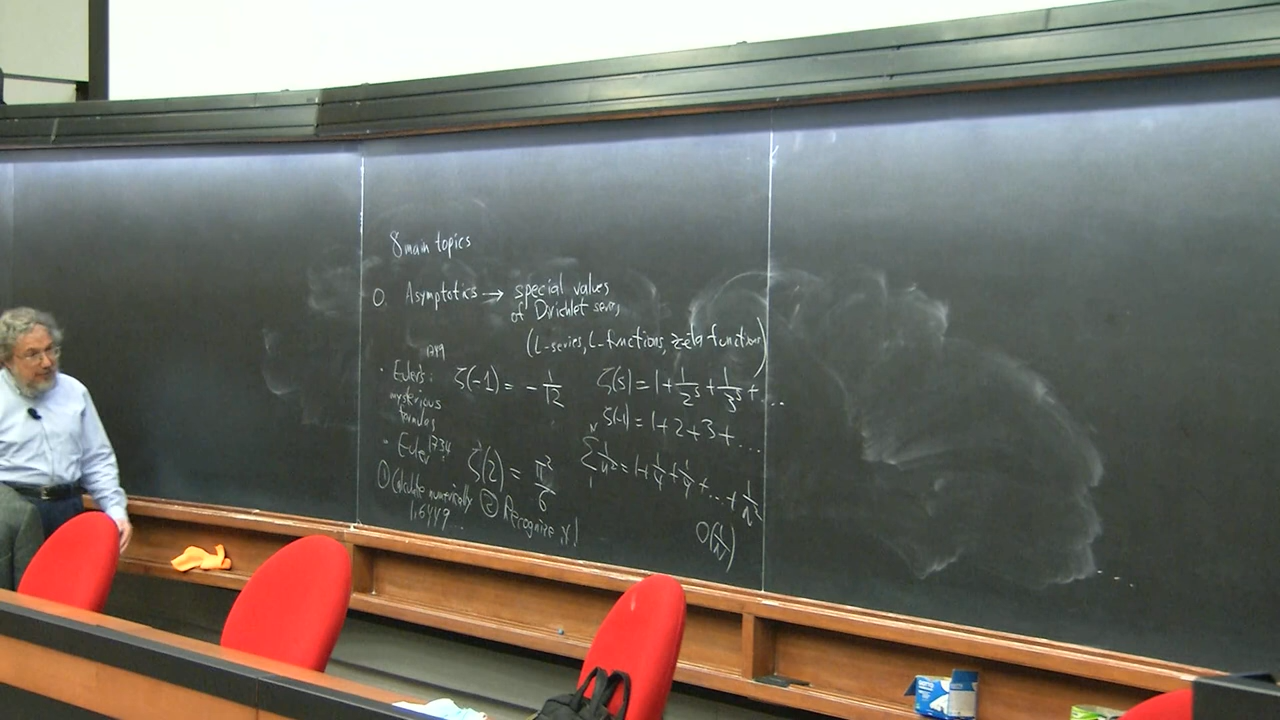 8 main topics
0. Asymptotics → special values
of Dirichlet series
(L-series, L-functions, zeta functions)
1749
· Euler's mysterious formulas
ζ(-1) = - 1/12
ζ(s) = 1 + 1/2^s + 1/3^s + ...
ζ(-1) = 1 + 2 + 3 + ...
· Euler 1734
ζ(2) = π²/6
N Σ 1 1/n² = 1 + 1/4 + 1/9 + ... + 1/N²
① Calculate numerically
1,6449...
② Recognize it!
O(1/N)